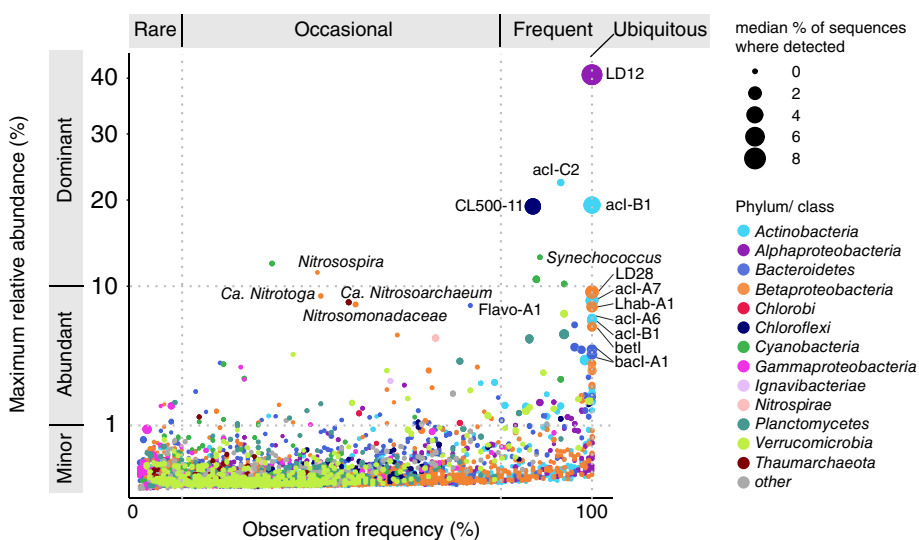 Rare
Occasional
Frequent
Ubiquitous
Maximum relative abundance (%)
Dominant
Abundant
Minor
40
30
20
10
1
0
100
Observation frequency (%)
LD12
acI-C2
CL500-11
acI-B1
Synechococcus
Nitrosospira
LD28
Ca. Nitrotoga
Ca. Nitrosoarchaeum
acI-A7
Nitrosomonadaceae
Flavo-A1
Lhab-A1
acI-A6
acI-B1
betI
bacI-A1
median % of sequences
where detected
0
2
4
6
8
Phylum/ class
Actinobacteria
Alphaproteobacteria
Bacteroidetes
Betaproteobacteria
Chlorobi
Chloroflexi
Cyanobacteria
Gammaproteobacteria
Ignavibacteriae
Nitrospirae
Planctomycetes
Verrucomicrobia
Thaumarchaeota
other